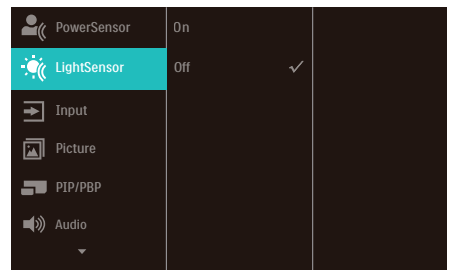 PowerSensor
On
LightSensor
Off
Input
Picture
PIP/PBP
Audio